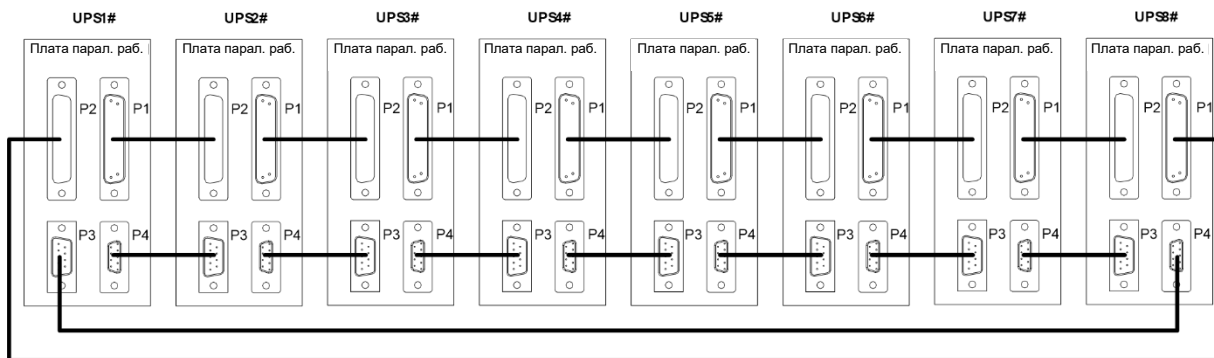 UPS1# UPS2# UPS3# UPS4# UPS5# UPS6# UPS7# UPS8#
Плата парал. раб. Плата парал. раб. Плата парал. раб. Плата парал. раб. Плата парал. раб. Плата парал. раб. Плата парал. раб. Плата парал. раб.
P2 P1 P2 P1 P2 P1 P2 P1 P2 P1 P2 P1 P2 P1 P2 P1
P3 P4 P3 P4 P3 P4 P3 P4 P3 P4 P3 P4 P3 P4 P3 P4